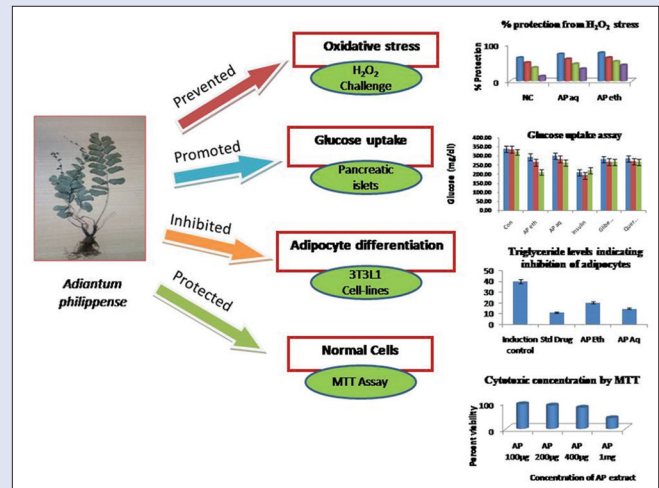 Adiantum
philippense
Prevented
Promoted
Inhibited
Protected
Oxidative stress
H₂O₂
Challenge
Glucose uptake
Pancreatic
islets
Adipocyte differentiation
3T3L1
Cell-lines
Normal Cells
MTT Assay
% protection from H₂O₂ stress
% Protection
100
0
NC AP aq AP eth
Glucose uptake assay
Glucose (mg/dl)
400.00
350.00
300.00
250.00
200.00
150.00
100.00
50.00
0.00
Con AP eth AP aq Insulin Glibe... Quer...
Triglyceride levels indicating
inhibition of adipocytes
50
40
30
20
10
0
Induction Std Drug AP Eth AP Aq
control
Cytotoxic concentration by MTT
Percent viability
100
0
AP AP AP AP
100µg 200µg 400µg 1mg
Concentration of AP extract